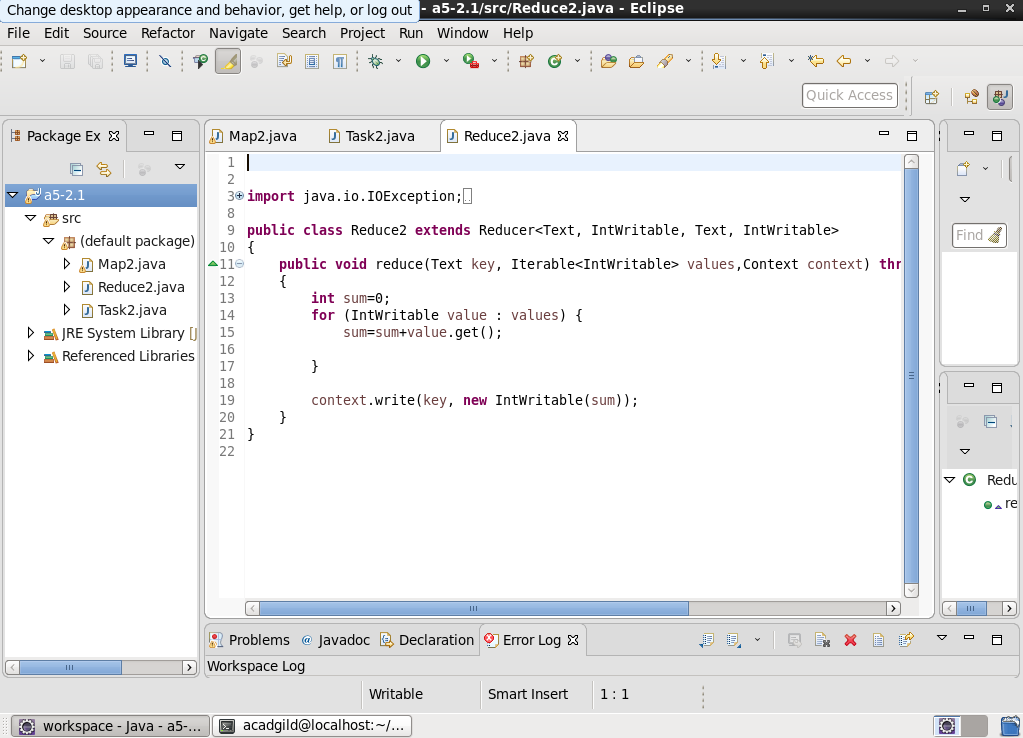 Change desktop appearance and behavior, get help, or log out
- a5-2.1/src/Reduce2.java - Eclipse
File Edit Source Refactor Navigate Search Project Run Window Help
Quick Access
Package Ex
Map2.java Task2.java Reduce2.java
a5-2.1
src
(default package)
Map2.java
Reduce2.java
Task2.java
JRE System Library [J
Referenced Libraries
1
2
3 import java.io.IOException;
8
9 public class Reduce2 extends Reducer<Text, IntWritable, Text, IntWritable>
10 {
11 public void reduce(Text key, Iterable<IntWritable> values,Context context) thr
12 {
13 int sum=0;
14 for (IntWritable value : values) {
15 sum=sum+value.get();
16
17 }
18
19 context.write(key, new IntWritable(sum));
20 }
21 }
22
Find
Redu
re
Problems @ Javadoc Declaration Error Log
Workspace Log
Writable Smart Insert 1 : 1
workspace - Java - a5-... acadgild@localhost:~/...